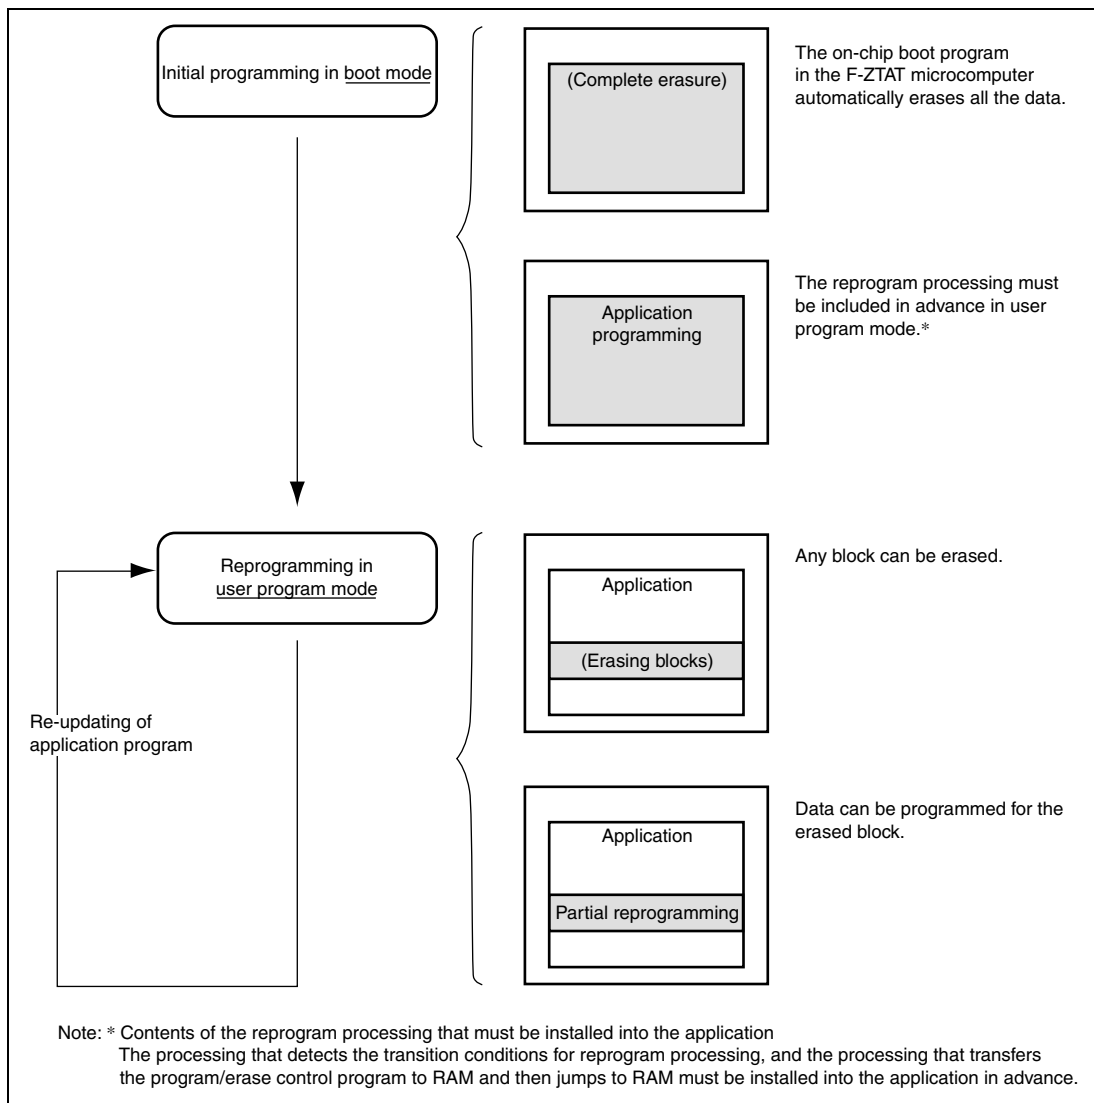 Initial programming in boot mode
(Complete erasure)
The on-chip boot program
in the F-ZTAT microcomputer
automatically erases all the data.
Application
programming
The reprogram processing must
be included in advance in user
program mode.*
Reprogramming in
user program mode
Application
(Erasing blocks)
Any block can be erased.
Re-updating of
application program
Application
Partial reprogramming
Data can be programmed for the
erased block.
Note: * Contents of the reprogram processing that must be installed into the application
The processing that detects the transition conditions for reprogram processing, and the processing that transfers
the program/erase control program to RAM and then jumps to RAM must be installed into the application in advance.